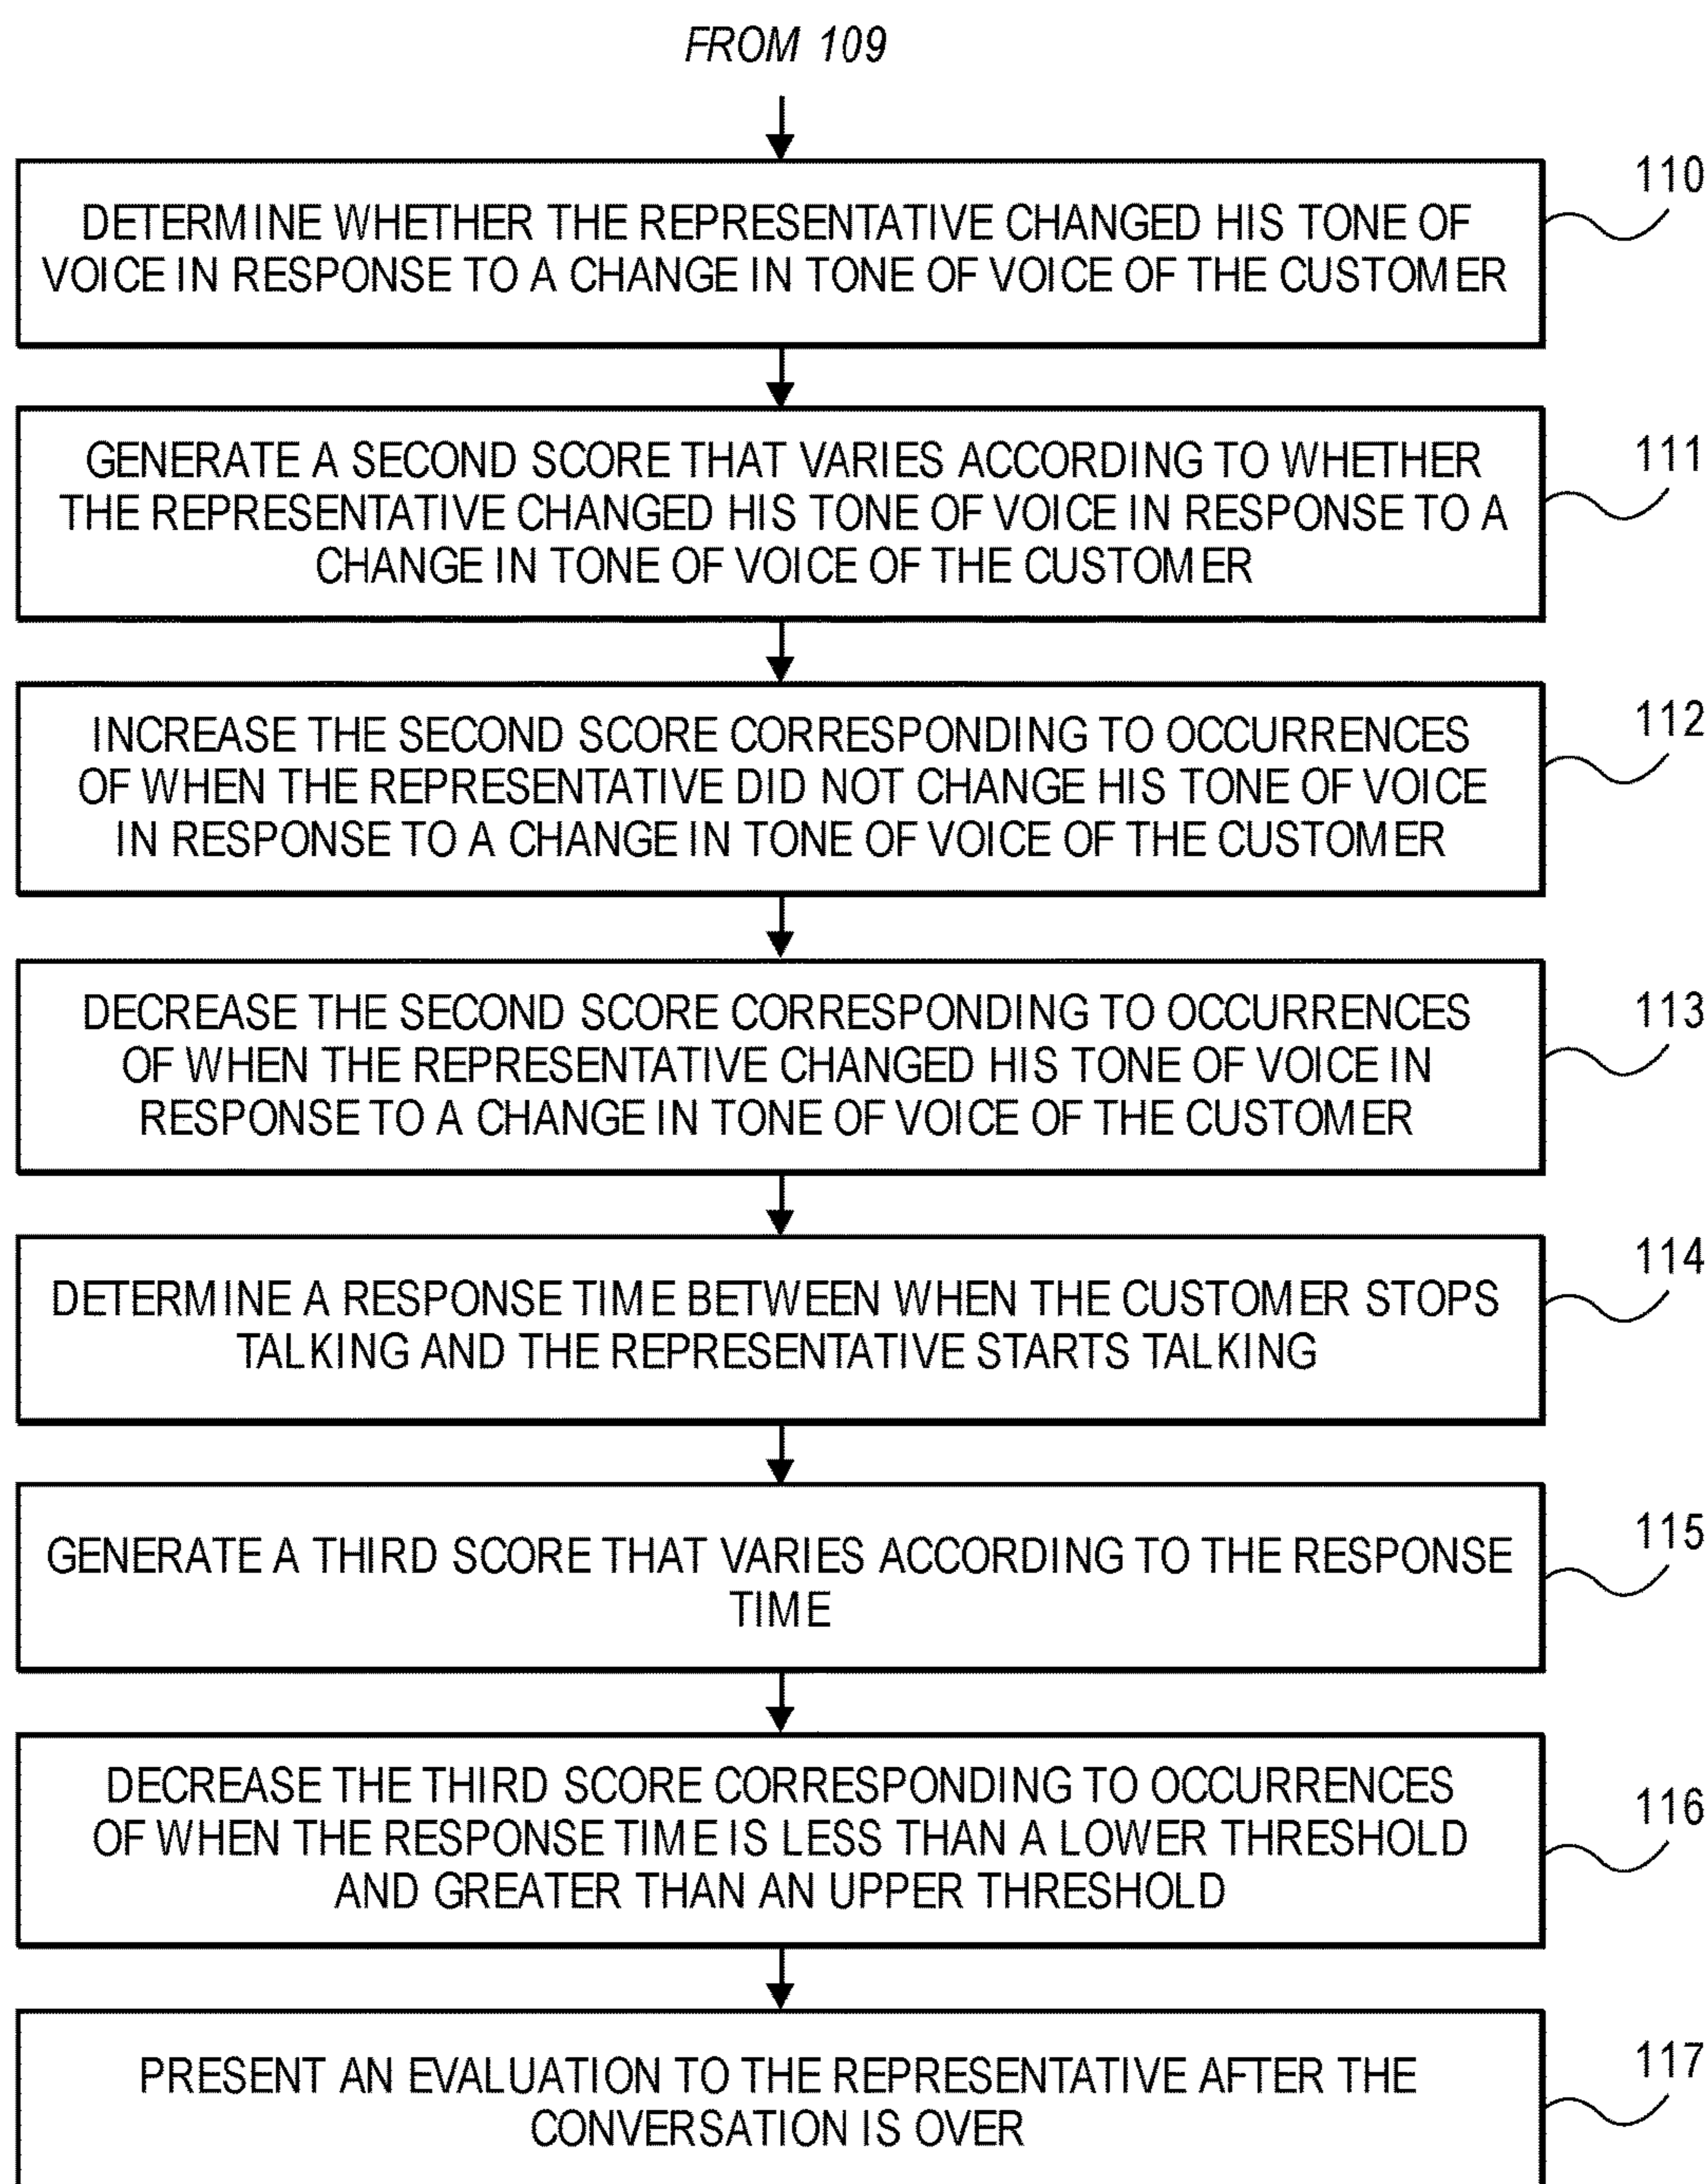 FROM 109
110
DETERMINE WHETHER THE REPRESENTATIVE CHANGED HIS TONE OF
VOICE IN RESPONSE TO A CHANGE IN TONE OF VOICE OF THE CUSTOMER
111
GENERATE A SECOND SCORE THAT VARIES ACCORDING TO WHETHER
THE REPRESENTATIVE CHANGED HIS TONE OF VOICE IN RESPONSE TO A
CHANGE IN TONE OF VOICE OF THE CUSTOMER
112
INCREASE THE SECOND SCORE CORRESPONDING TO OCCURRENCES
OF WHEN THE REPRESENTATIVE DID NOT CHANGE HIS TONE OF VOICE
IN RESPONSE TO A CHANGE IN TONE OF VOICE OF THE CUSTOMER
113
DECREASE THE SECOND SCORE CORRESPONDING TO OCCURRENCES
OF WHEN THE REPRESENTATIVE CHANGED HIS TONE OF VOICE IN
RESPONSE TO A CHANGE IN TONE OF VOICE OF THE CUSTOMER
114
DETERMINE A RESPONSE TIME BETWEEN WHEN THE CUSTOMER STOPS
TALKING AND THE REPRESENTATIVE STARTS TALKING
115
GENERATE A THIRD SCORE THAT VARIES ACCORDING TO THE RESPONSE
TIME
116
DECREASE THE THIRD SCORE CORRESPONDING TO OCCURRENCES
OF WHEN THE RESPONSE TIME IS LESS THAN A LOWER THRESHOLD
AND GREATER THAN AN UPPER THRESHOLD
117
PRESENT AN EVALUATION TO THE REPRESENTATIVE AFTER THE
CONVERSATION IS OVER